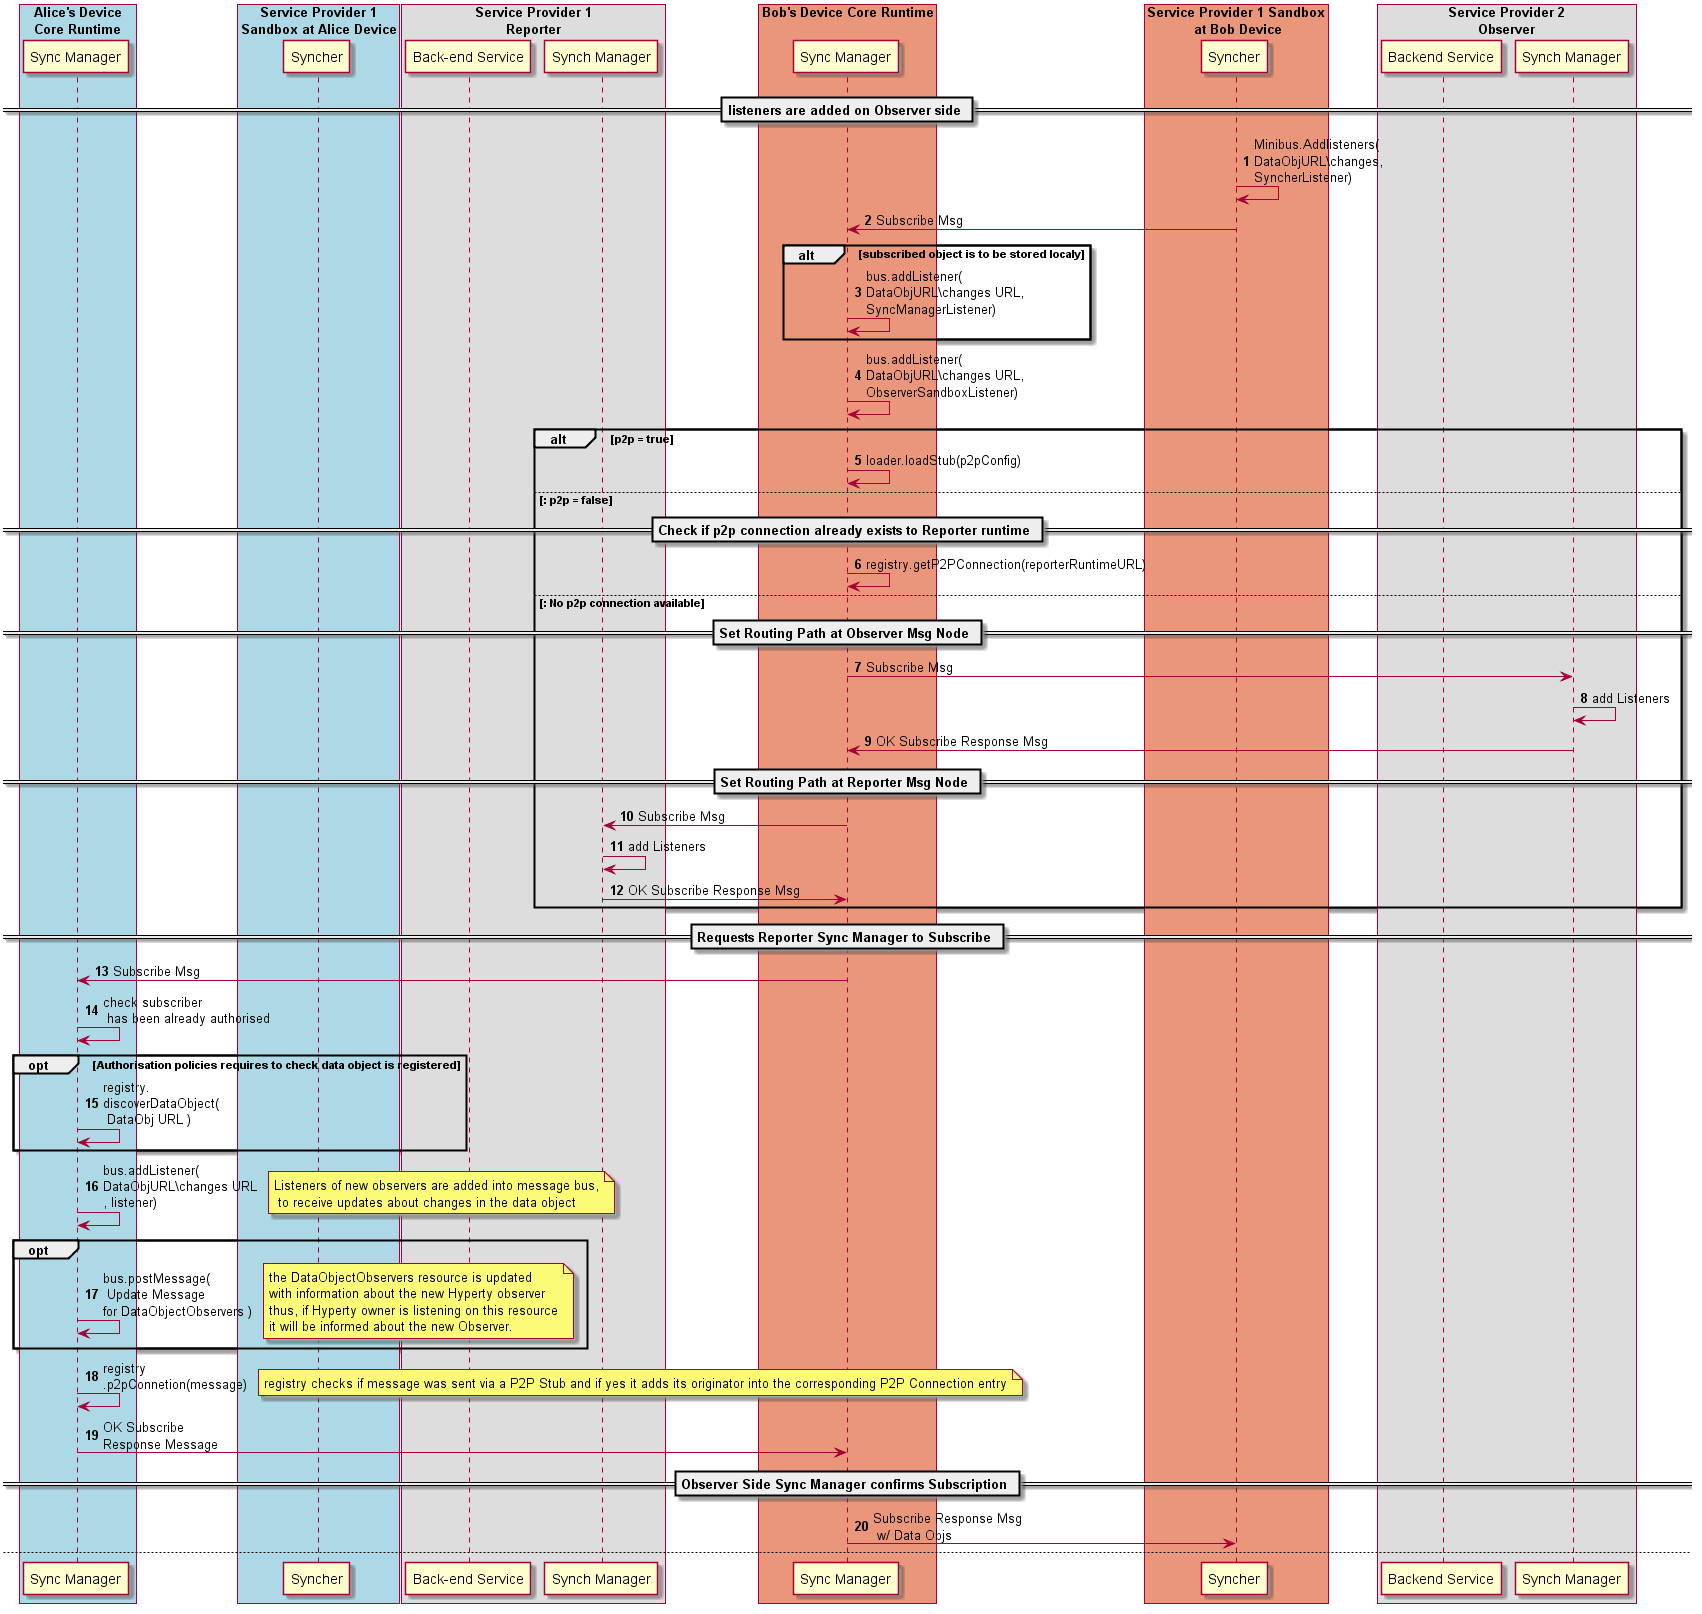 Alice's Device
Core Runtime
Service Provider 1
Sandbox at Alice Device
Service Provider 1
Reporter
Bob's Device Core Runtime
Service Provider 1 Sandbox
at Bob Device
Service Provider 2
Observer
Sync Manager
Syncher
Back-end Service
Synch Manager
Sync Manager
Syncher
Backend Service
Synch Manager
listeners are added on Observer side
Minibus.Addlisteners(
1 DataObjURL\changes,
SyncherListener)
2 Subscribe Msg
alt [subscribed object is to be stored localy]
bus.addListener(
3 DataObjURL\changes URL,
SyncManagerListener)
bus.addListener(
4 DataObjURL\changes URL,
ObserverSandboxListener)
alt [p2p = true]
5 loader.loadStub(p2pConfig)
[: p2p = false]
Check if p2p connection already exists to Reporter runtime
6 registry.getP2PConnection(reporterRuntimeURL)
[: No p2p connection available]
Set Routing Path at Observer Msg Node
7 Subscribe Msg
8 add Listeners
9 OK Subscribe Response Msg
Set Routing Path at Reporter Msg Node
10 Subscribe Msg
11 add Listeners
12 OK Subscribe Response Msg
Requests Reporter Sync Manager to Subscribe
13 Subscribe Msg
check subscriber
14 has been already authorised
opt [Authorisation policies requires to check data object is registered]
registry.
15 discoverDataObject(
DataObj URL )
bus.addListener(
16 DataObjURL\changes URL
, listener)
Listeners of new observers are added into message bus,
to receive updates about changes in the data object
opt
bus.postMessage(
17 Update Message
for DataObjectObservers )
the DataObjectObservers resource is updated
with information about the new Hyperty observer
thus, if Hyperty owner is listening on this resource
it will be informed about the new Observer.
registry
18 .p2pConnetion(message)
registry checks if message was sent via a P2P Stub and if yes it adds its originator into the corresponding P2P Connection entry
OK Subscribe
19 Response Message
Observer Side Sync Manager confirms Subscription
Subscribe Response Msg
20 w/ Data Objs
Sync Manager
Syncher
Back-end Service
Synch Manager
Sync Manager
Syncher
Backend Service
Synch Manager